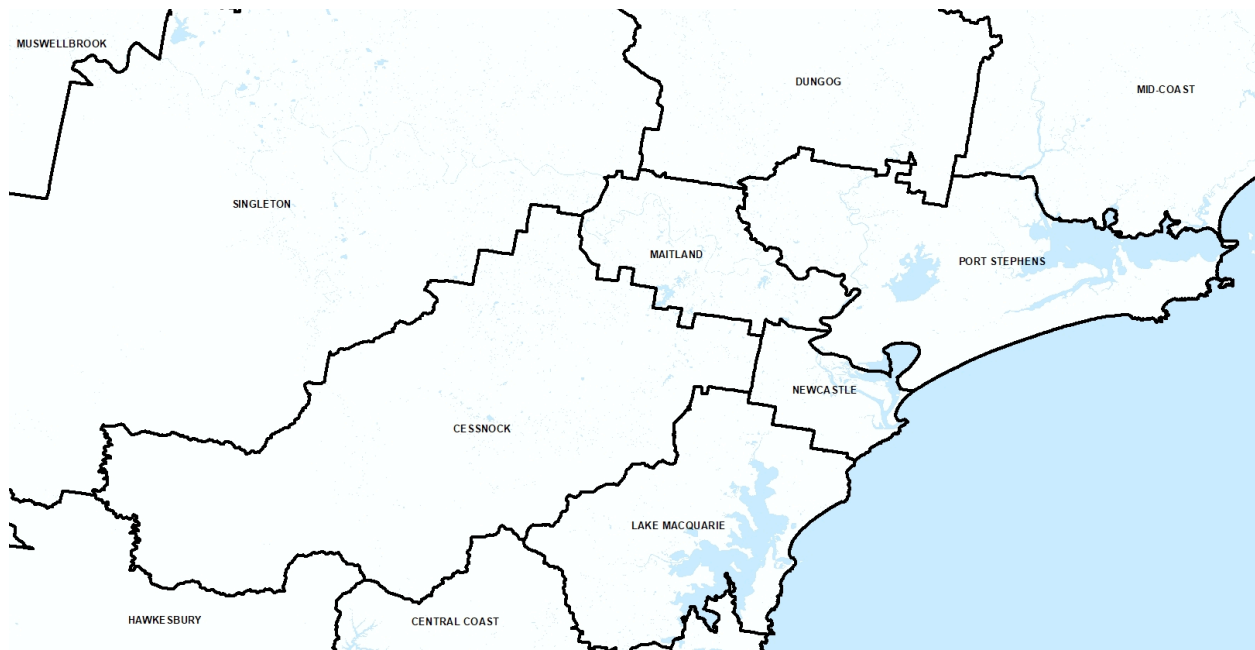 MUSWELLBROOK
DUNGOG
MID-COAST
SINGLETON
MAITLAND
PORT STEPHENS
NEWCASTLE
CESSNOCK
LAKE MACQUARIE
HAWKESBURY
CENTRAL COAST